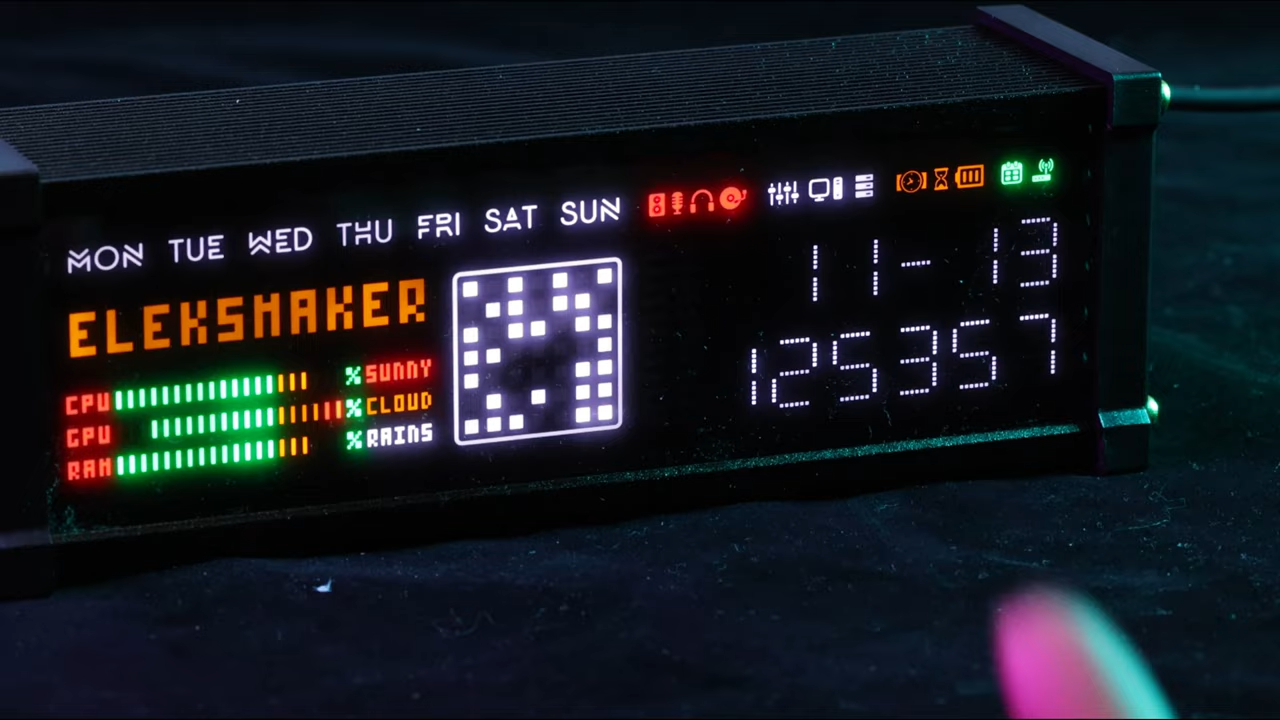 MON TUE WED THU FRI SAT SUN
ELEKSMAKER
CPU % SUNNY
GPU % CLOUD
RAM % RAINS
11-13
125357